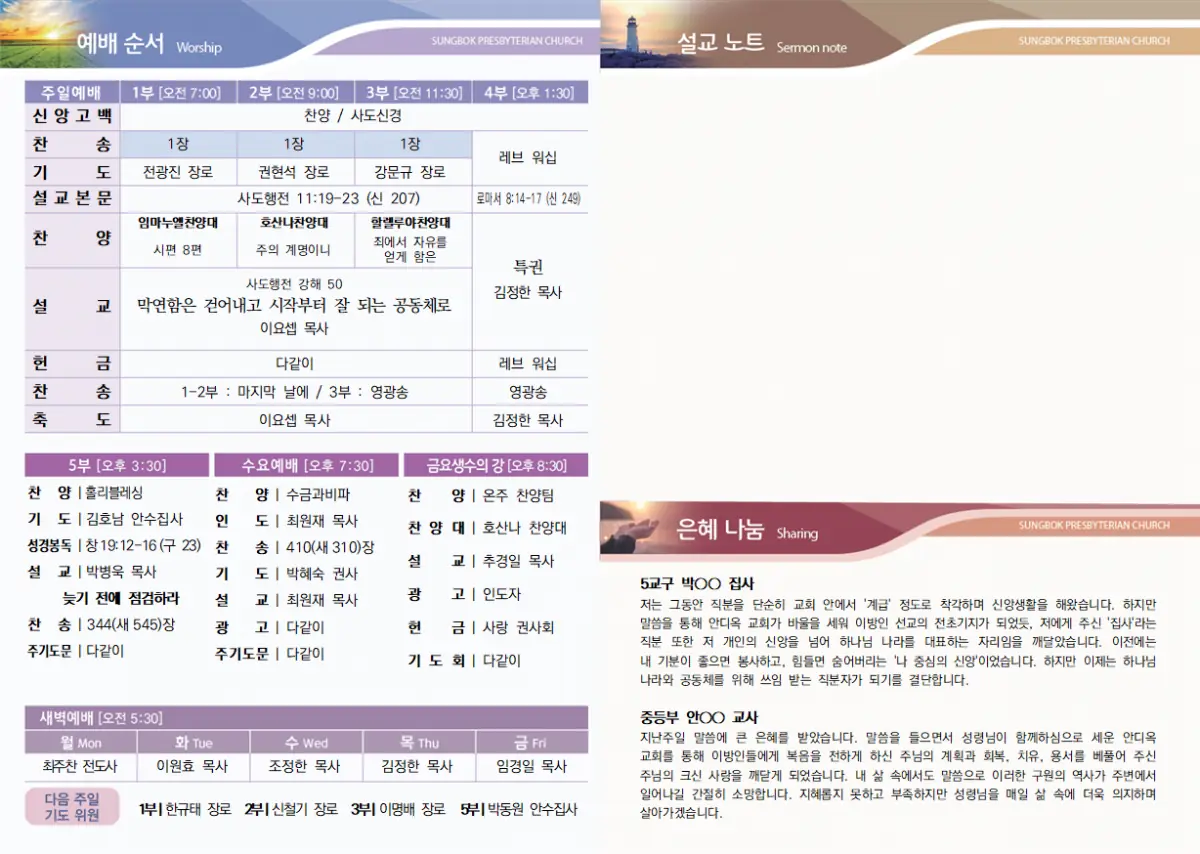 예배 순서 Worship
SUNGBOK PRESBYTERIAN CHURCH
주일예배 1부 [오전 7:00] 2부 [오전 9:00] 3부 [오전 11:30] 4부 [오후 1:30]
신앙고백 찬양 / 사도신경
찬 송 1장 1장 1장 레브 워십
기 도 전광진 장로 권현석 장로 강문규 장로
설교본문 사도행전 11:19-23 (신 207) 로마서 8:14-17 (신 249)
찬 양 임마누엘찬양대 호산나찬양대 할렐루야찬양대
시편 8편 주의 계명이니 죄에서 자유를
얻게 함은
특권
김정한 목사
사도행전 강해 50
설 교 막연함은 걷어내고 시작부터 잘 되는 공동체로
이요셉 목사
헌 금 다같이 레브 워십
찬 송 1-2부 : 마지막 날에 / 3부 : 영광송 영광송
축 도 이요셉 목사 김정한 목사
5부 [오후 3:30]
찬 양 | 홀리블레싱
기 도 | 김호남 안수집사
성경봉독 | 창 19:12-16 (구 23)
설 교 | 박병욱 목사
늦기 전에 점검하라
찬 송 | 344(새 545)장
주기도문 | 다같이
수요예배 [오후 7:30]
찬 양 | 수금과비파
인 도 | 최원재 목사
찬 송 | 410(새 310)장
기 도 | 박혜숙 권사
설 교 | 최원재 목사
광 고 | 다같이
주기도문 | 다같이
금요생수의 강 [오후 8:30]
찬 양 | 온주 찬양팀
찬 양 대 | 호산나 찬양대
설 교 | 추경일 목사
광 고 | 인도자
헌 금 | 사랑 권사회
기 도 회 | 다같이
새벽예배 [오전 5:30]
월 Mon 화 Tue 수 Wed 목 Thu 금 Fri
최주찬 전도사 이원효 목사 조정한 목사 김정한 목사 임경일 목사
다음 주일
기도 위원
1부 | 한규태 장로 2부 | 신철기 장로 3부 | 이명배 장로 5부 | 박동원 안수집사
설교 노트 Sermon note
SUNGBOK PRESBYTERIAN CHURCH
은혜 나눔 Sharing
SUNGBOK PRESBYTERIAN CHURCH
5교구 박○○ 집사
저는 그동안 직분을 단순히 교회 안에서 '계급' 정도로 착각하며 신앙생활을 해왔습니다. 하지만
말씀을 통해 안디옥 교회가 바울을 세워 이방인 선교의 전초기지가 되었듯, 저에게 주신 '집사'라는
직분 또한 저 개인의 신앙을 넘어 하나님 나라를 대표하는 자리임을 깨달았습니다. 이전에는
내 기분이 좋으면 봉사하고, 힘들면 숨어버리는 '나 중심의 신앙'이었습니다. 하지만 이제는 하나님
나라와 공동체를 위해 쓰임 받는 직분자가 되기를 결단합니다.
중등부 안○○ 교사
지난주일 말씀에 큰 은혜를 받았습니다. 말씀을 들으면서 성령님이 함께하심으로 세운 안디옥
교회를 통해 이방인들에게 복음을 전하게 하신 주님의 계획과 회복, 치유, 용서를 베풀어 주신
주님의 크신 사랑을 깨닫게 되었습니다. 내 삶 속에서도 말씀으로 이러한 구원의 역사가 주변에서
일어나길 간절히 소망합니다. 지혜롭지 못하고 부족하지만 성령님을 매일 삶 속에 더욱 의지하며
살아가겠습니다.